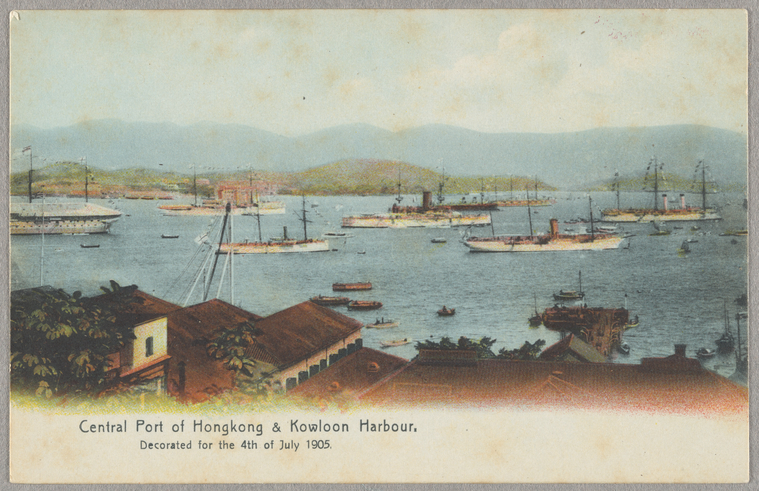 Central Port of Hongkong & Kowloon Harbour.
Decorated for the 4th of July 1905.